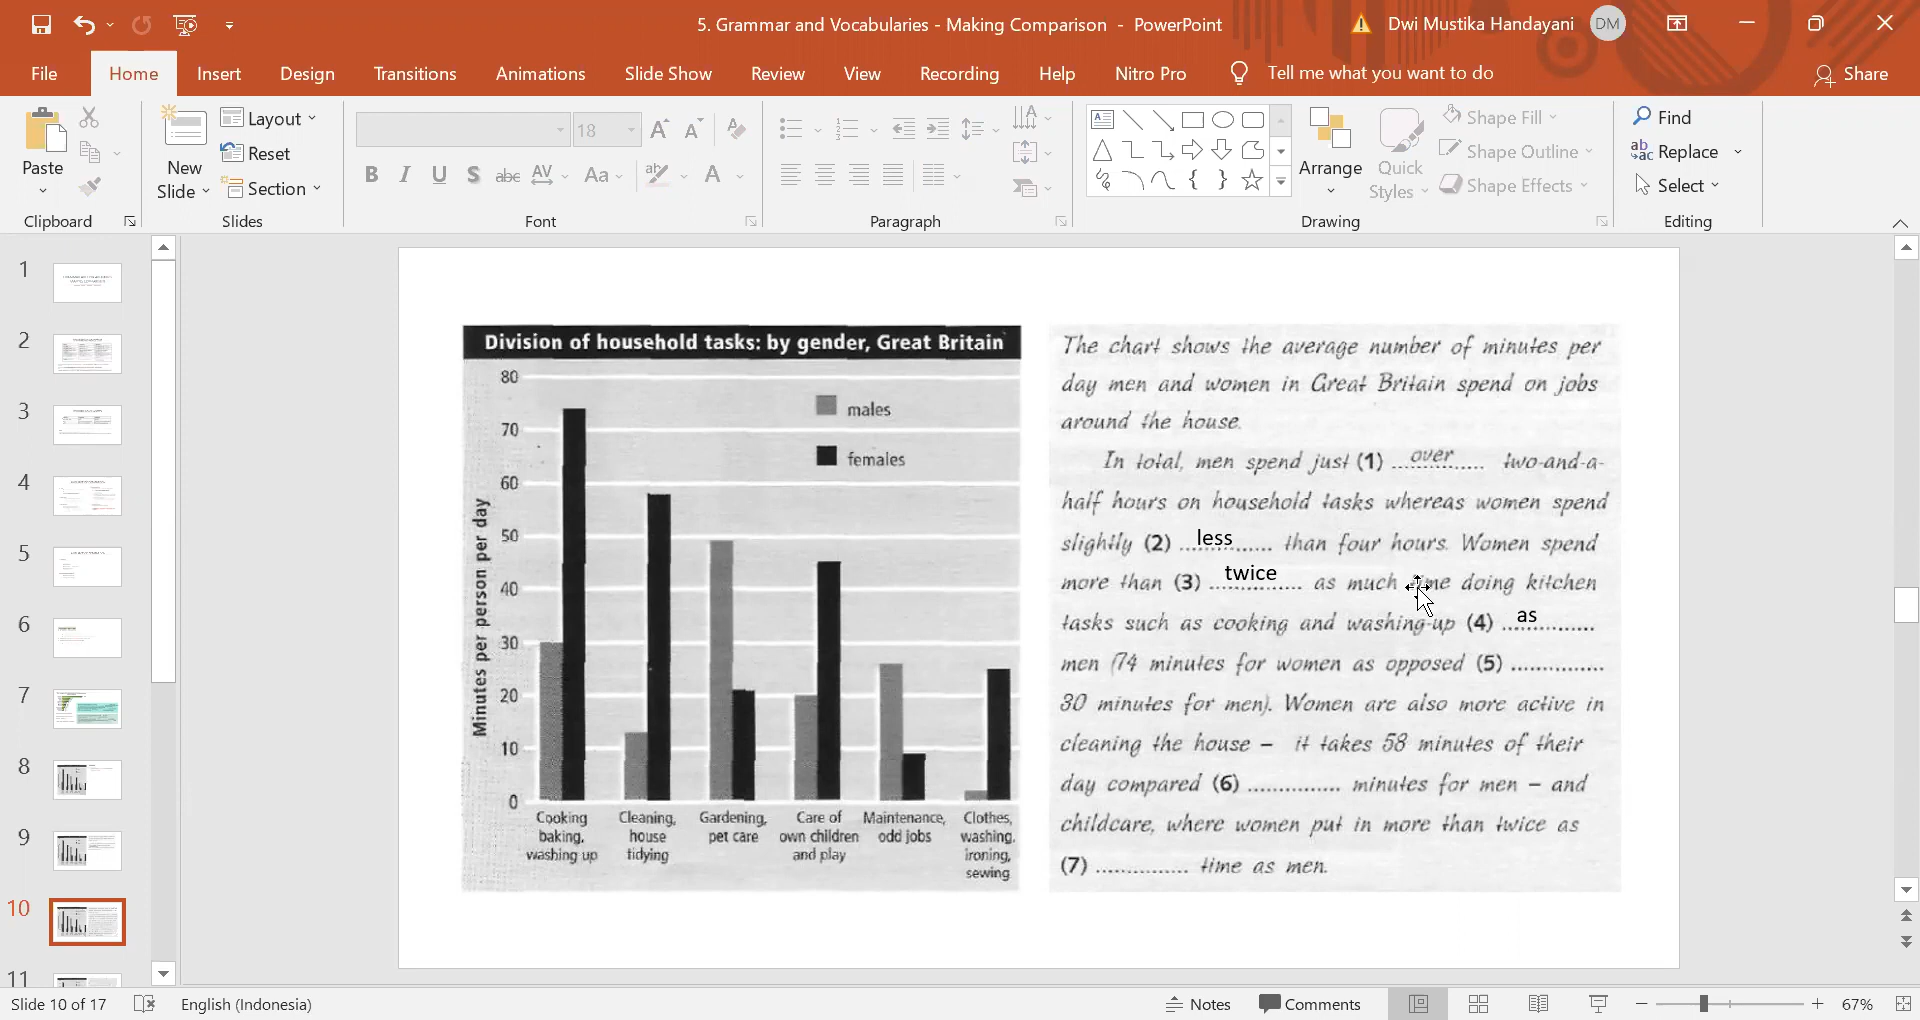 5. Grammar and Vocabularies - Making Comparison - PowerPoint
Dwi Mustika Handayani DM
File Home Insert Design Transitions Animations Slide Show Review View Recording Help Nitro Pro Tell me what you want to do Share
Paste
Clipboard
New Slide
Layout
Reset
Section
Slides
18
B I U S abc AV Aa A
Font
Paragraph
Arrange
Quick Styles
Shape Fill
Shape Outline
Shape Effects
Drawing
Find
Replace
Select
Editing
1
2
3
4
5
6
7
8
9
10
11
Division of household tasks: by gender, Great Britain
males
females
Minutes per person per day
80
70
60
50
40
30
20
10
0
Cooking baking, washing up
Cleaning, house tidying
Gardening, pet care
Care of own children and play
Maintenance, odd jobs
Clothes, washing, ironing, sewing
The chart shows the average number of minutes per
day men and women in Great Britain spend on jobs
around the house.
In total, men spend just (1) ...over... two-and-a-
half hours on household tasks whereas women spend
slightly (2) ...less... than four hours. Women spend
more than (3) ...twice... as much time doing kitchen
tasks such as cooking and washing-up (4) ...as...
men (74 minutes for women as opposed (5) ...............
30 minutes for men). Women are also more active in
cleaning the house – it takes 58 minutes of their
day compared (6) ............... minutes for men – and
childcare, where women put in more than twice as
(7) ............... time as men.
Slide 10 of 17 English (Indonesia) Notes Comments 67%